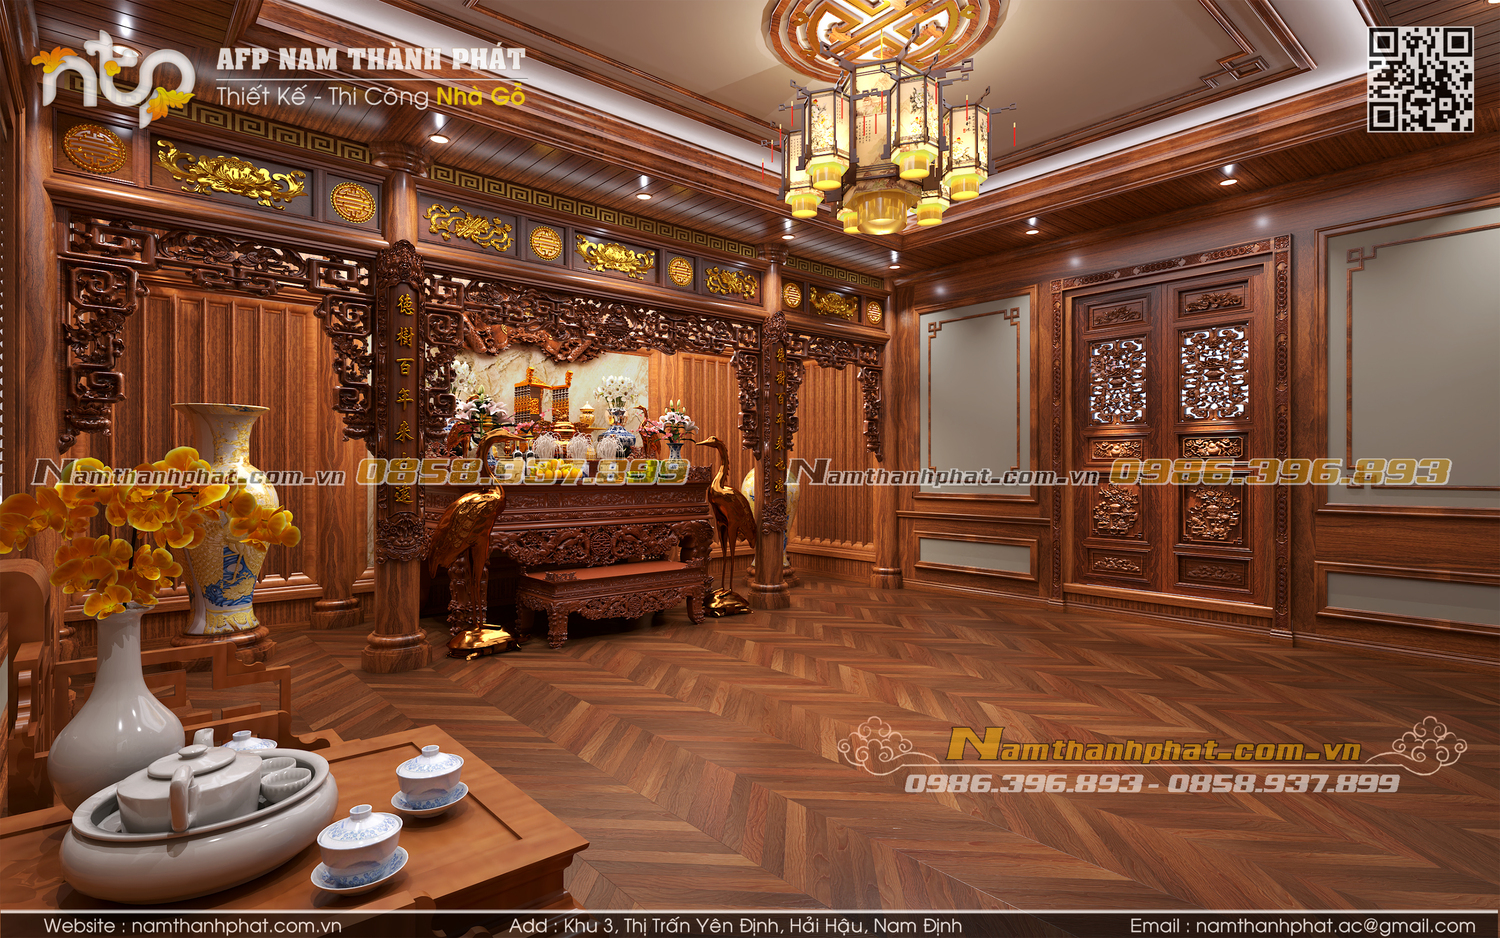 ntp
AFP NAM THÀNH PHÁT
Thiết Kế - Thi Công Nhà Gỗ
德樹百年來
Namthanhphat.com.vn 0858.937.899
Namthanhphat.com.vn 0986.396.893
Namthanhphat.com.vn
0986.396.893 - 0858.937.899
Website : namthanhphat.com.vn
Add : Khu 3, Thị Trấn Yên Định, Hải Hậu, Nam Định
Email : namthanhphat.ac@gmail.com